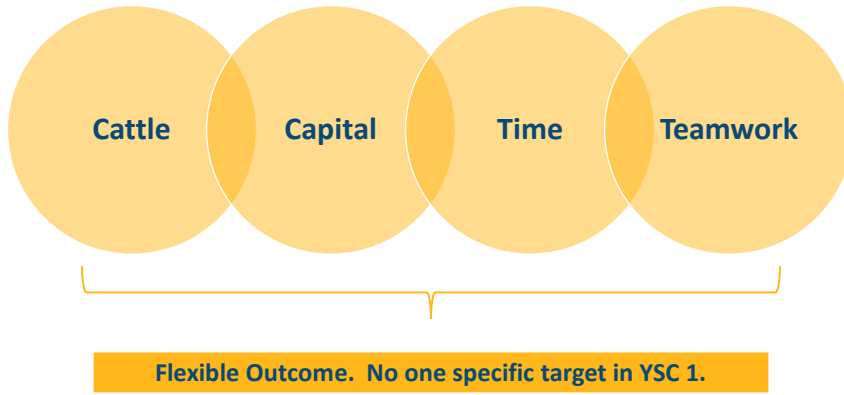 Cattle Capital Time Teamwork
Flexible Outcome.  No one specific target in YSC 1.